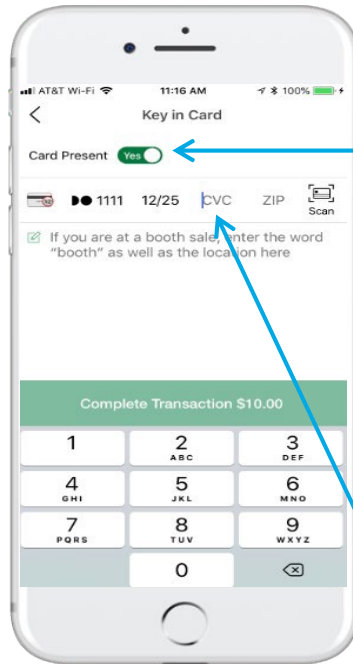 AT&T Wi-Fi 11:16 AM 100%
Key in Card
Card Present Yes
1111 12/25 CVC ZIP
Scan
If you are at a booth sale, enter the word
"booth" as well as the location here
Complete Transaction $10.00
1 2 3
ABC DEF
4 5 6
GHI JKL MNO
7 8 9
PQRS TUV WXYZ
0